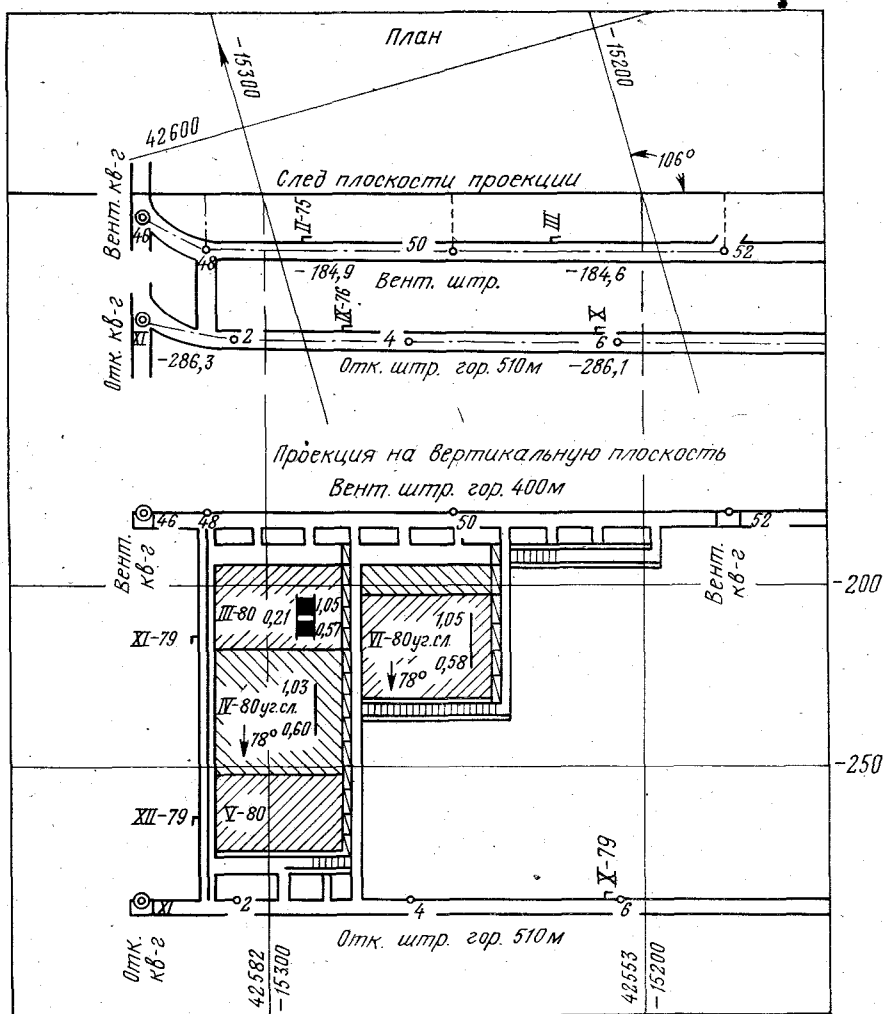 План
-15300
-15200
42600
106°
След плоскости проекции
Вент. кв-г
II-75
III
46
48
50
52
-184,9
Вент. штр.
-184,6
IX-76
X
Отк. кв-г
XI
2
4
6
-286,3
Отк. штр. гор. 510м
-286,1
Проекция на вертикальную плоскость
Вент. штр. гор. 400м
46
48
50
52
Вент. кв-г
Вент. кв-г
-200
III-80
0,21
1,05
0,57
XI-79
1,05
VI-80уг.сл.
0,58
78°
1,03
IV-80уг.сл.
78°
0,60
-250
XII-79
V-80
X-79
XI
2
4
6
Отк. кв-г
Отк. штр. гор. 510м
42582
-15300
42553
-15200